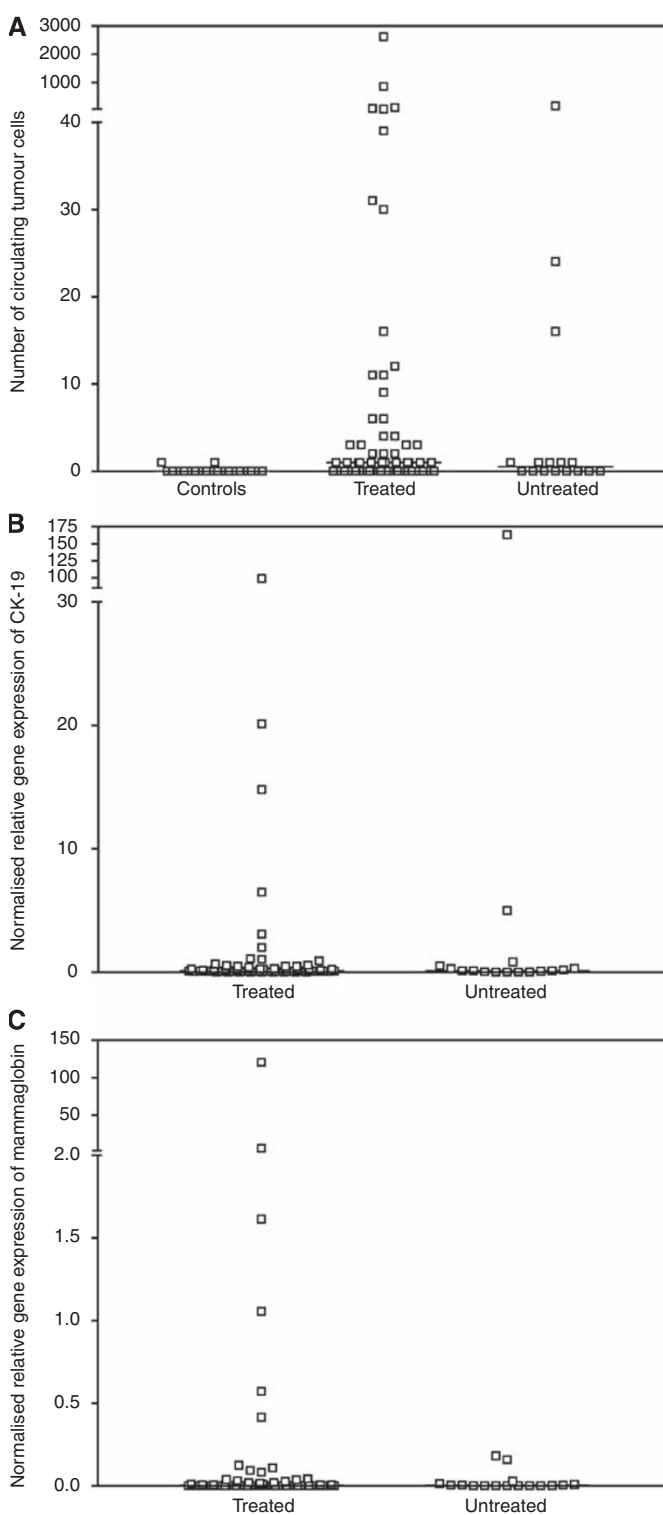 A
Number of circulating tumour cells
3000
2000
1000
40
30
20
10
0
Controls Treated Untreated
B
Normalised relative gene expression of CK-19
175
150
125
100
30
20
10
0
Treated Untreated
C
Normalised relative gene expression of mammaglobin
150
100
50
2.0
1.5
1.0
0.5
0.0
Treated Untreated